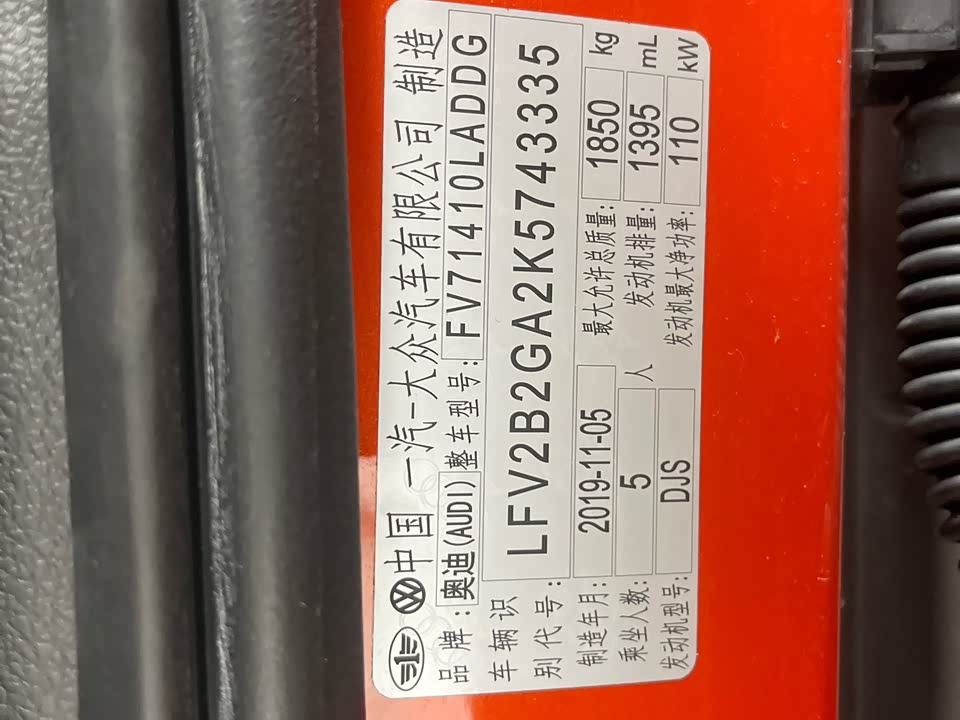 中国 一汽-大众汽车有限公司 制造
品牌:奥迪(AUDI) 整车型号:FV71410LADDG
车辆识别代号:LFV2B2GA2K5743335
制造年月:2019-11-05 最大允许总质量:1850 kg
乘坐人数:5 人 发动机排量:1395 mL
发动机型号:DJS 发动机最大净功率:110 kW